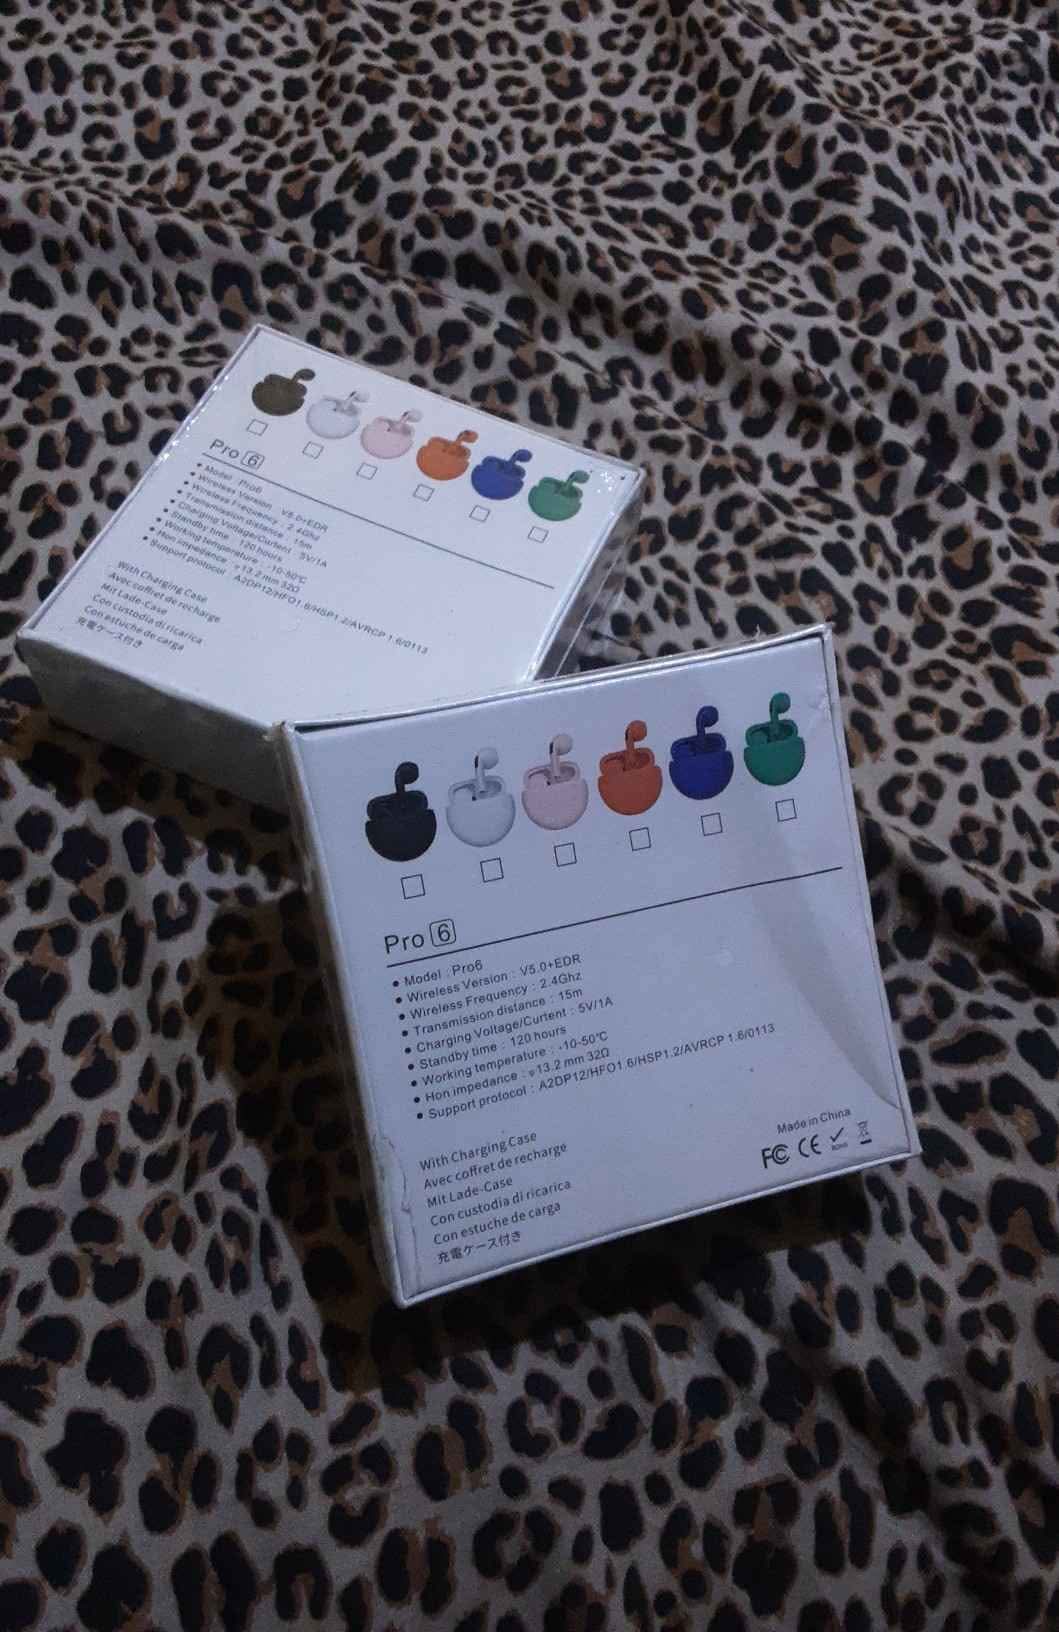 Pro 6
• Model : Pro6
• Wireless Version : V5.0+EDR
• Wireless Frequency : 2.4Ghz
• Transmission distance : 15m
• Charging Voltage/Curtent : 5V/1A
• Standby time : 120 hours
• Working temperature : -10-50℃
• Hon impedance : φ13.2 mm 32Ω
• Support protocol : A2DP12/HFO1.6/HSP1.2/AVRCP 1.6/0113
With Charging Case
Avec coffret de recharge
Mit Lade-Case
Con custodia di ricarica
Con estuche de carga
充電ケース付き
Pro 6
• Model : Pro6
• Wireless Version : V5.0+EDR
• Wireless Frequency : 2.4Ghz
• Transmission distance : 15m
• Charging Voltage/Curtent : 5V/1A
• Standby time : 120 hours
• Working temperature : -10-50℃
• Hon impedance : φ13.2 mm 32Ω
• Support protocol : A2DP12/HFO1.6/HSP1.2/AVRCP 1.6/0113
With Charging Case
Avec coffret de recharge
Mit Lade-Case
Con custodia di ricarica
Con estuche de carga
充電ケース付き
Made in China
FC CE ROHS